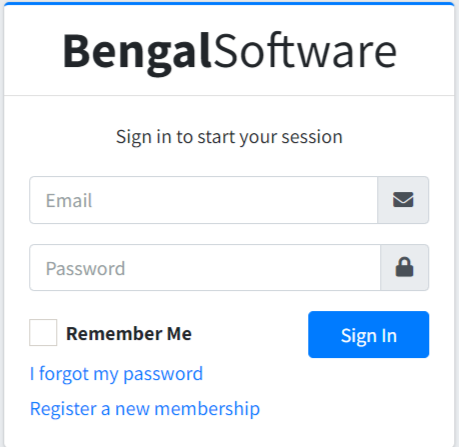 BengalSoftware
Sign in to start your session
Email
Password
Remember Me
Sign In
I forgot my password
Register a new membership